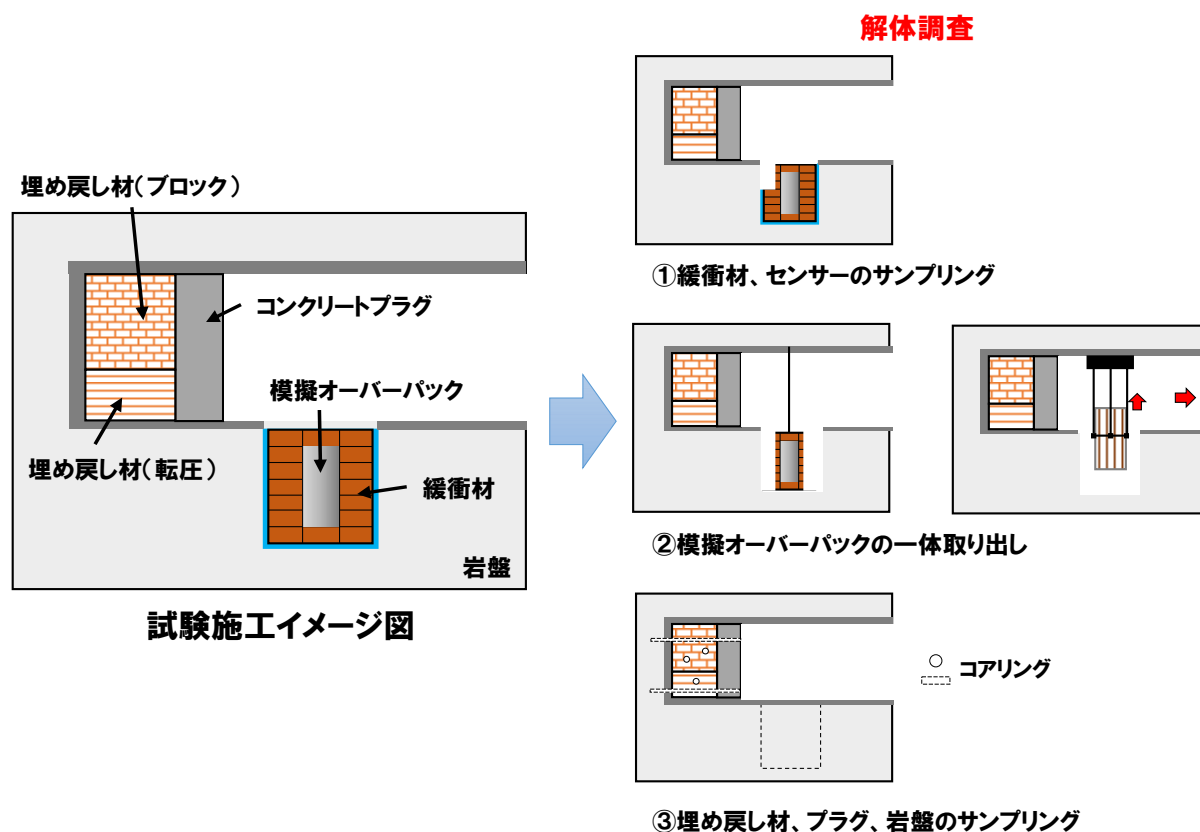 解体調査
埋め戻し材(ブロック)
コンクリートプラグ
模擬オーバーパック
埋め戻し材(転圧)
緩衝材
岩盤
試験施工イメージ図
①緩衝材、センサーのサンプリング
②模擬オーバーパックの一体取り出し
コアリング
③埋め戻し材、プラグ、岩盤のサンプリング